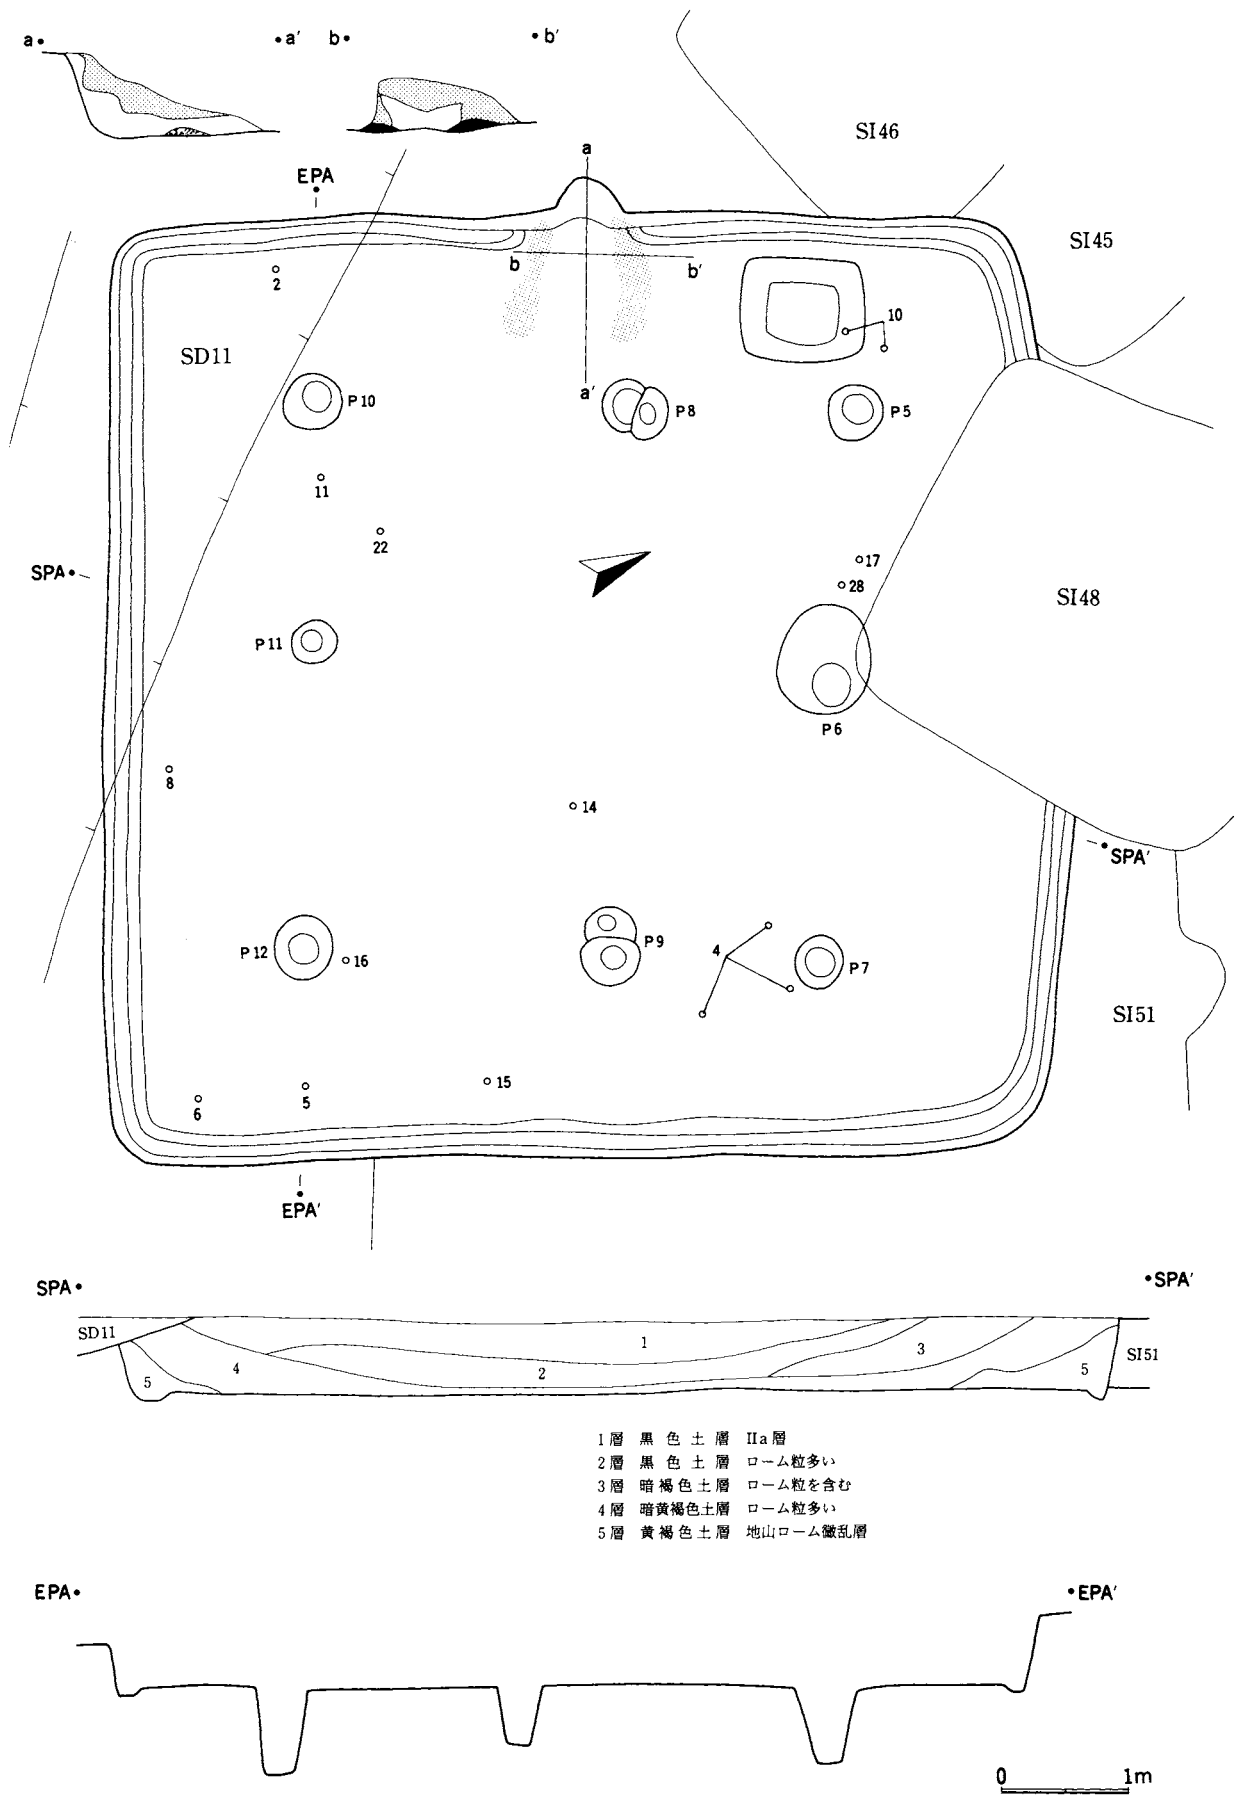 a a' b b'
SI46
a
EPA
SI45
b b'
2
10
SD11
a'
P10 P8 P5
11
22
SPA 17
28
SI48
P11
P6
8
14
SPA'
P12 16 P9 4 P7
SI51
15
6 5
EPA'
SPA SPA'
SD11
1
3
4 2 5 SI51
5
1層 黒色土層 IIa層
2層 黒色土層 ローム粒多い
3層 暗褐色土層 ローム粒を含む
4層 暗黄褐色土層 ローム粒多い
5層 黄褐色土層 地山ローム乱層
EPA EPA'
0 1m